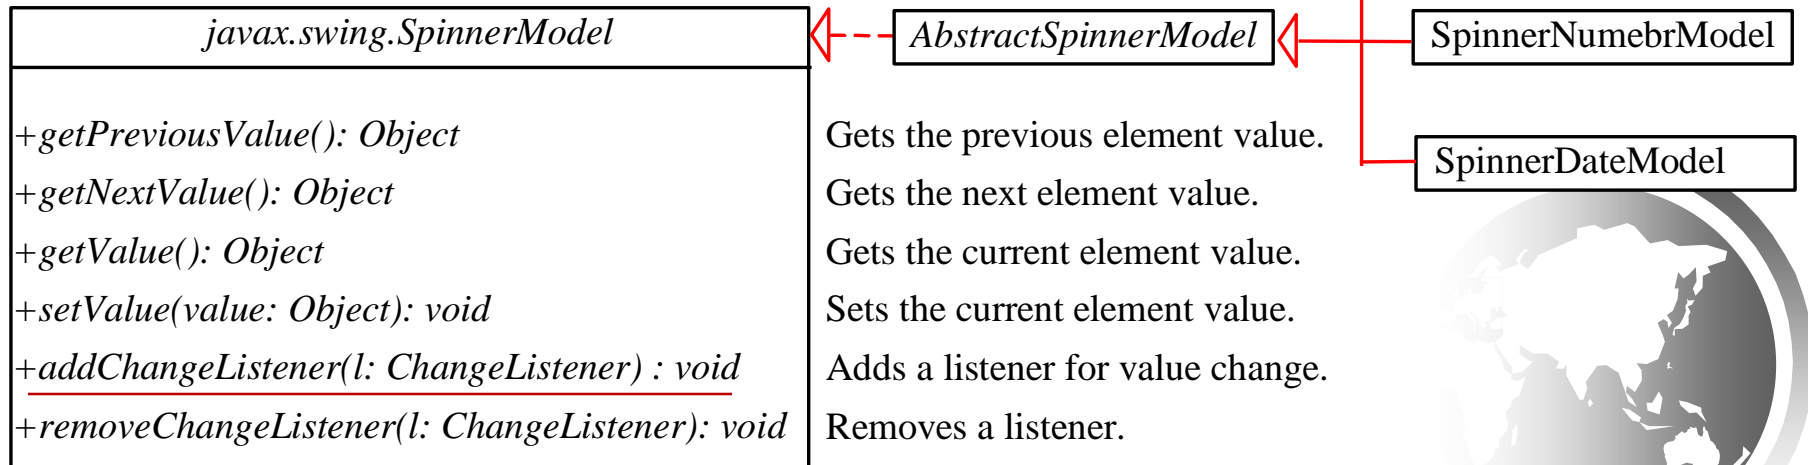 javax.swing.SpinnerModel
AbstractSpinnerModel
SpinnerNumebrModel
SpinnerDateModel
+getPreviousValue(): Object Gets the previous element value.
+getNextValue(): Object Gets the next element value.
+getValue(): Object Gets the current element value.
+setValue(value: Object): void Sets the current element value.
+addChangeListener(l: ChangeListener) : void Adds a listener for value change.
+removeChangeListener(l: ChangeListener): void Removes a listener.